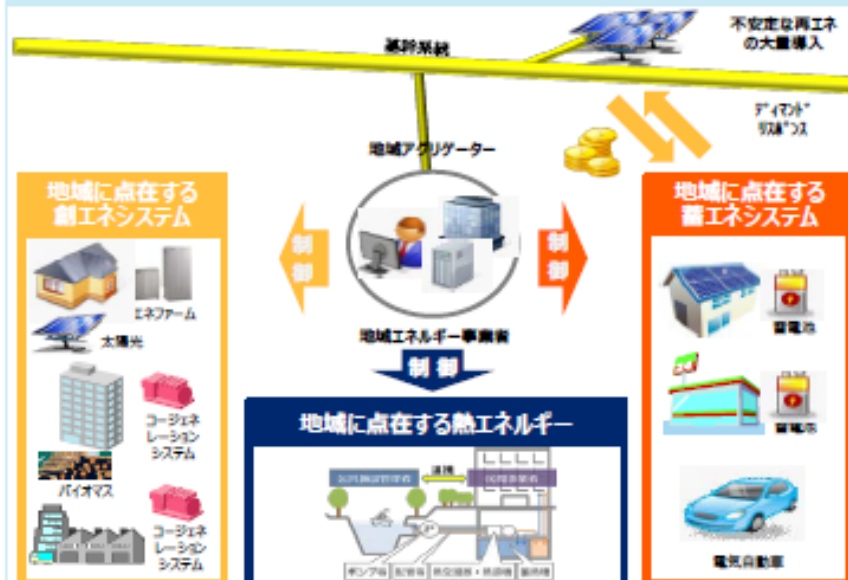 不安定な再エネ
の大量導入
基幹系統
ディマンド
リスポンス
地域アグリゲーター
地域に点在する
創エネシステム
地域に点在する
蓄エネシステム
制御
制御
エネファーム
太陽光
蓄電池
地域エネルギー事業者
制御
コージェネ
レーション
システム
蓄電池
バイオマス
地域に点在する熱エネルギー
連携
コージェネ
レーション
システム
電気自動車